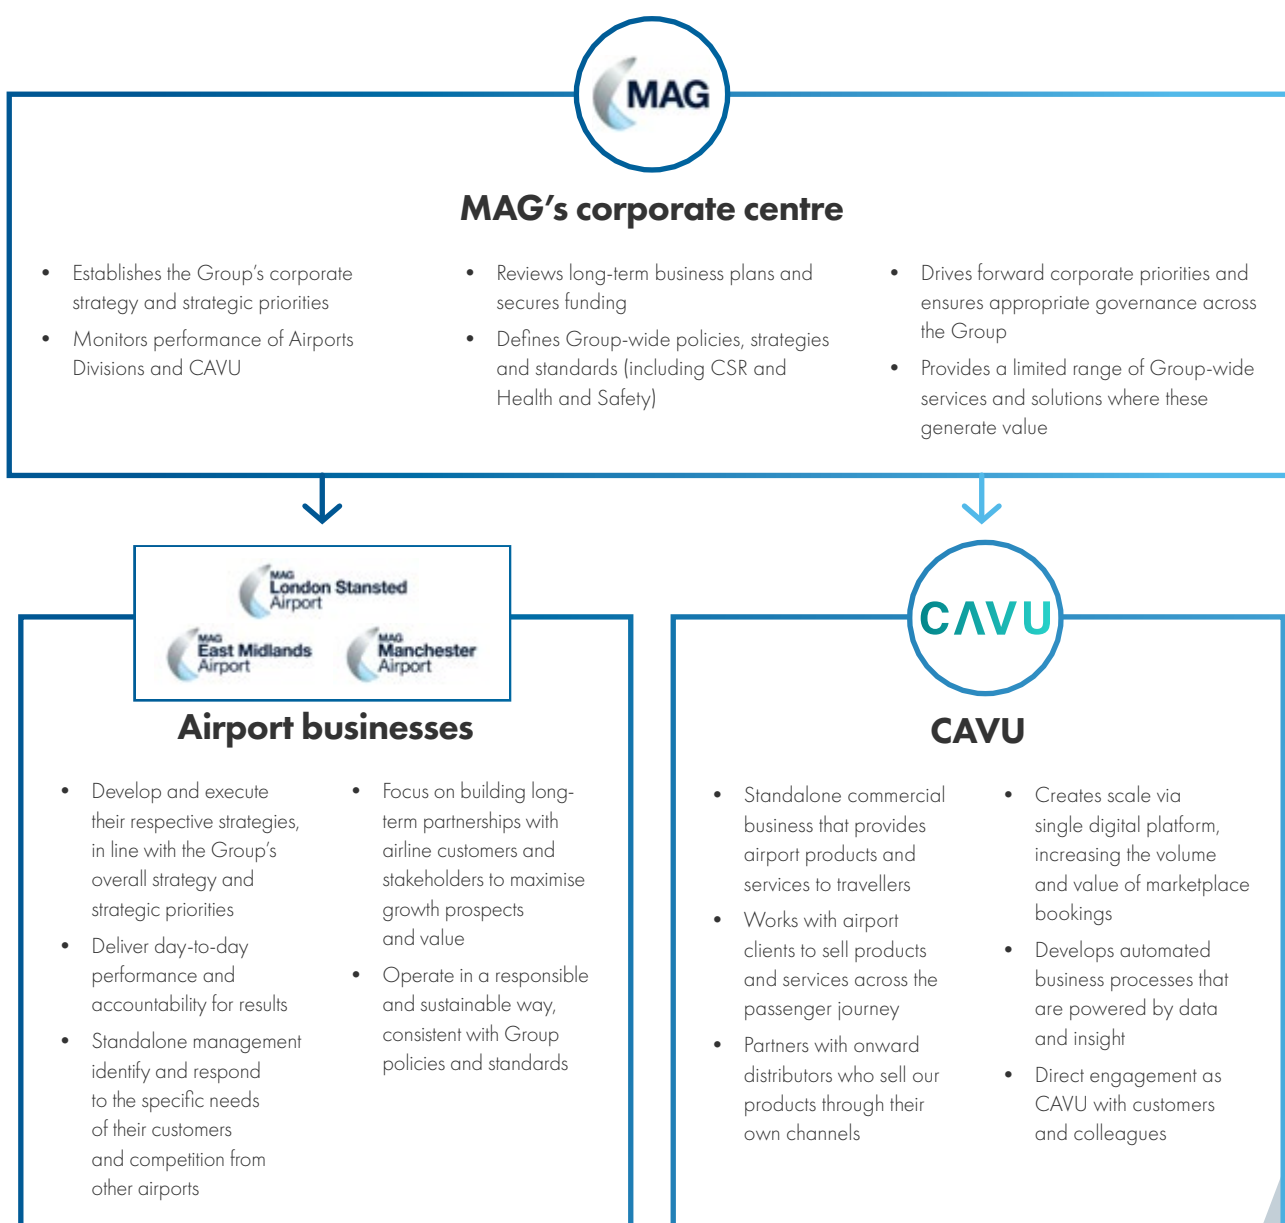 MAG
MAG's corporate centre
• Establishes the Group's corporate
strategy and strategic priorities
• Monitors performance of Airports
Divisions and CAVU
• Reviews long-term business plans and
secures funding
• Defines Group-wide policies, strategies
and standards (including CSR and
Health and Safety)
• Drives forward corporate priorities and
ensures appropriate governance across
the Group
• Provides a limited range of Group-wide
services and solutions where these
generate value
MAG
London Stansted
Airport
MAG
East Midlands
Airport
MAG
Manchester
Airport
Airport businesses
• Develop and execute
their respective strategies,
in line with the Group's
overall strategy and
strategic priorities
• Deliver day-to-day
performance and
accountability for results
• Standalone management
identify and respond
to the specific needs
of their customers
and competition from
other airports
• Focus on building long-
term partnerships with
airline customers and
stakeholders to maximise
growth prospects
and value
• Operate in a responsible
and sustainable way,
consistent with Group
policies and standards
CAVU
CAVU
• Standalone commercial
business that provides
airport products and
services to travellers
• Works with airport
clients to sell products
and services across the
passenger journey
• Partners with onward
distributors who sell our
products through their
own channels
• Creates scale via
single digital platform,
increasing the volume
and value of marketplace
bookings
• Develops automated
business processes that
are powered by data
and insight
• Direct engagement as
CAVU with customers
and colleagues